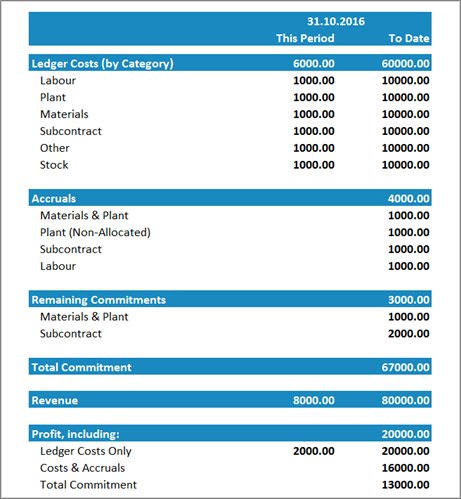 31.10.2016
This Period To Date
Ledger Costs (by Category) 6000.00 60000.00
Labour 1000.00 10000.00
Plant 1000.00 10000.00
Materials 1000.00 10000.00
Subcontract 1000.00 10000.00
Other 1000.00 10000.00
Stock 1000.00 10000.00
Accruals 4000.00
Materials & Plant 1000.00
Plant (Non-Allocated) 1000.00
Subcontract 1000.00
Labour 1000.00
Remaining Commitments 3000.00
Materials & Plant 1000.00
Subcontract 2000.00
Total Commitment 67000.00
Revenue 8000.00 80000.00
Profit, including: 20000.00
Ledger Costs Only 2000.00 20000.00
Costs & Accruals 16000.00
Total Commitment 13000.00